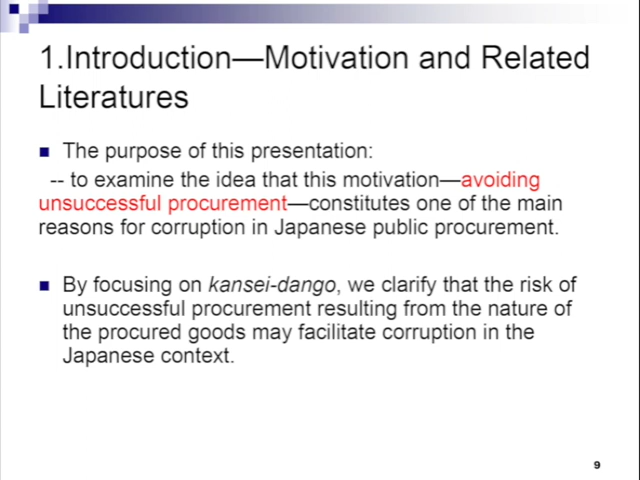 1.Introduction—Motivation and Related
Literatures
The purpose of this presentation:
-- to examine the idea that this motivation—avoiding
unsuccessful procurement—constitutes one of the main
reasons for corruption in Japanese public procurement.
By focusing on kansei-dango, we clarify that the risk of
unsuccessful procurement resulting from the nature of
the procured goods may facilitate corruption in the
Japanese context.
9